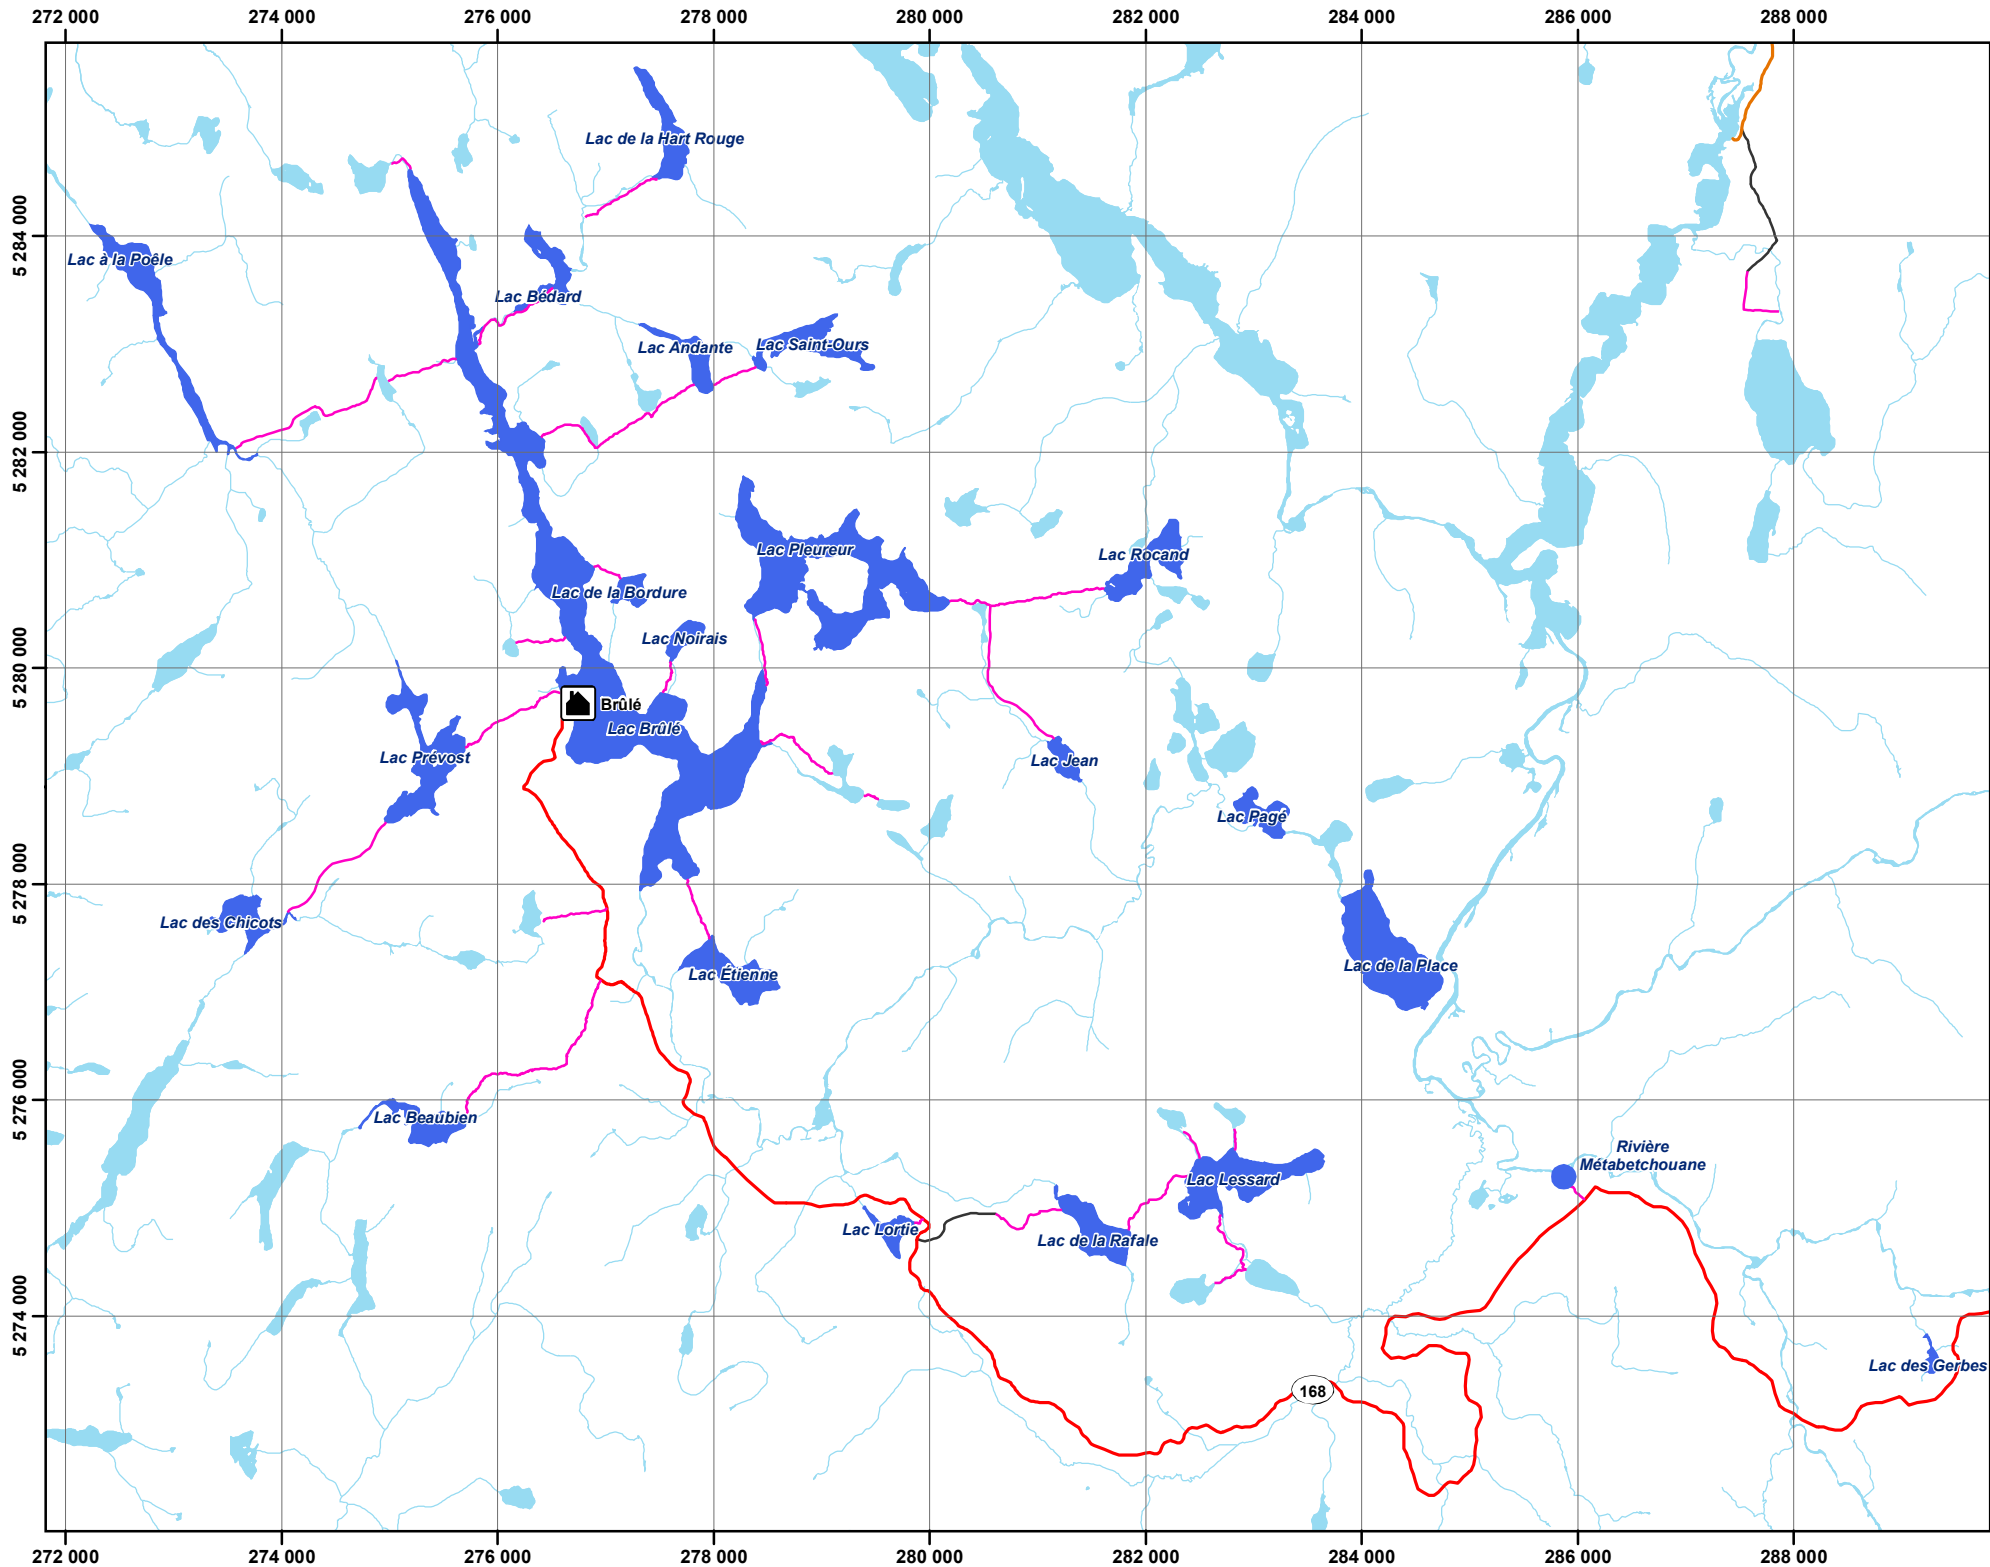 272 000 274 000 276 000 278 000 280 000 282 000 284 000 286 000 288 000
Lac de la Hart Rouge
5 284 000
Lac à la Poêle
Lac Bédard
Lac Andante
Lac Saint-Ours
5 282 000
Lac Pleureur
Lac Rocand
Lac de la Bordure
Lac Noirais
5 280 000
Brûlé
Lac Brûlé
Lac Prévost
Lac Jean
Lac Pagé
5 278 000
Lac des Chicots
Lac de la Place
Lac Étienne
5 276 000
Lac Beaubien
Rivière
Métabetchouane
Lac Lessard
Lac Lortie
Lac de la Rafale
5 274 000
Lac des Gerbes
168
272 000 274 000 276 000 278 000 280 000 282 000 284 000 286 000 288 000